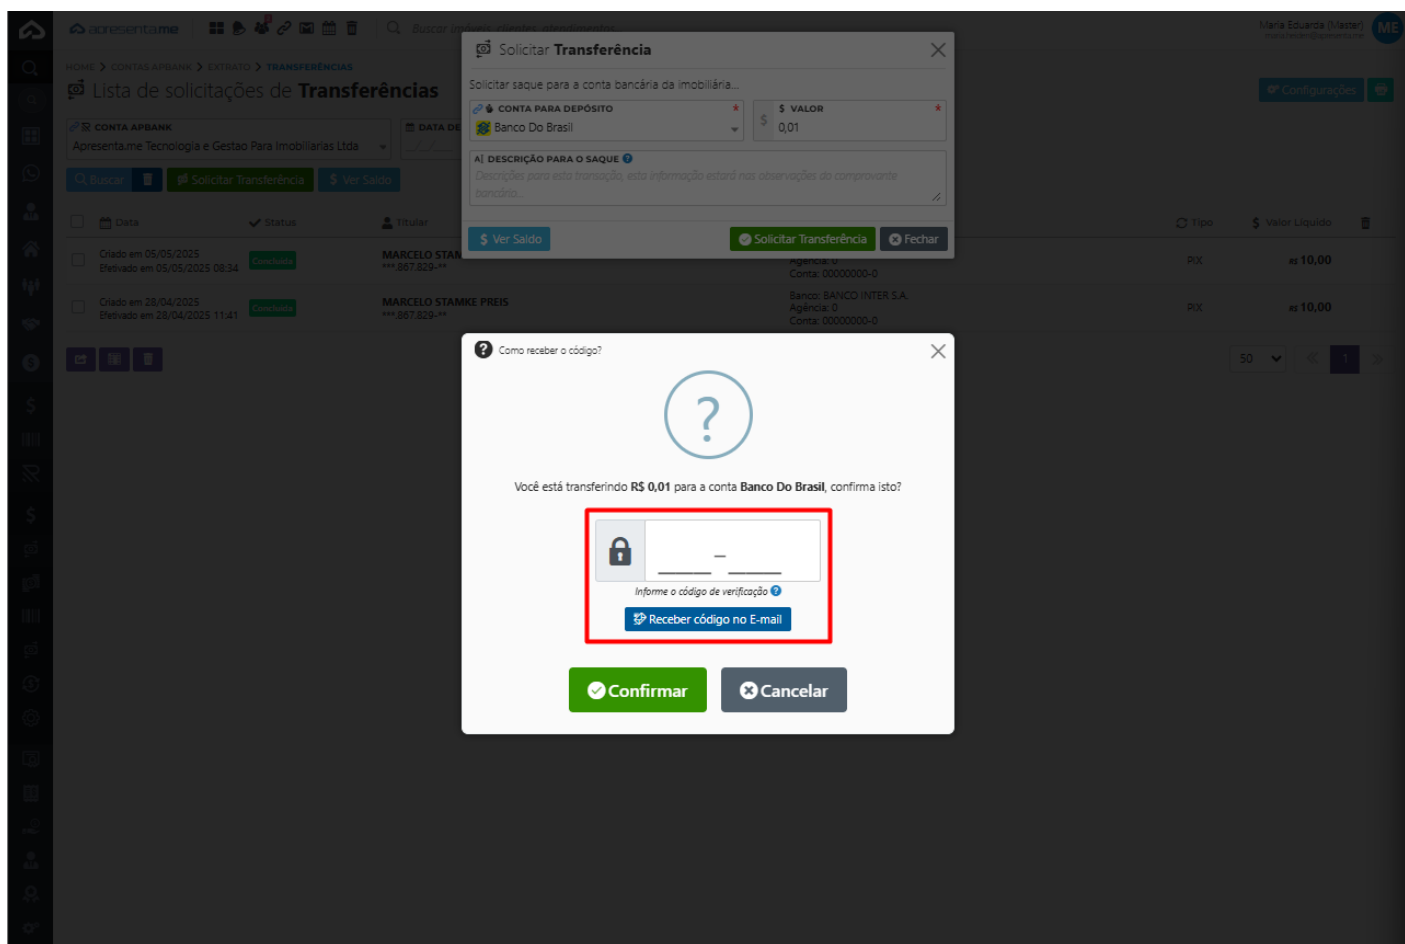 apresenta.me
Maria Eduarda (Master)
ME
HOME > CONTAS APBANK > EXTRATO > TRANSFERÊNCIAS
Lista de solicitações de Transferências
Configurações
CONTA APBANK
Apresenta.me Tecnologia e Gestao Para Imobiliarias Ltda
DATA DE
Buscar
Solicitar Transferência
$ Ver Saldo
Data
Status
Titular
Tipo
$ Valor Líquido
Criado em 05/05/2025
Efetivado em 05/05/2025 08:34
Concluída
MARCELO STAM
***.867.829-**
Agência: 0
Conta: 00000000-0
PIX
R$ 10,00
Criado em 28/04/2025
Efetivado em 28/04/2025 11:41
Concluída
MARCELO STAMKE PREIS
***.867.829-**
Banco: BANCO INTER S.A.
Agência: 0
Conta: 00000000-0
PIX
R$ 10,00
50
1
Solicitar Transferência
Solicitar saque para a conta bancária da imobiliária...
CONTA PARA DEPÓSITO *
Banco Do Brasil
$ VALOR *
$ 0,01
A| DESCRIÇÃO PARA O SAQUE
Descrições para esta transação, esta informação estará nas observações do comprovante
bancário...
$ Ver Saldo
Solicitar Transferência
Fechar
Como receber o código?
?
Você está transferindo R$ 0,01 para a conta Banco Do Brasil, confirma isto?
Informe o código de verificação
Receber código no E-mail
Confirmar
Cancelar